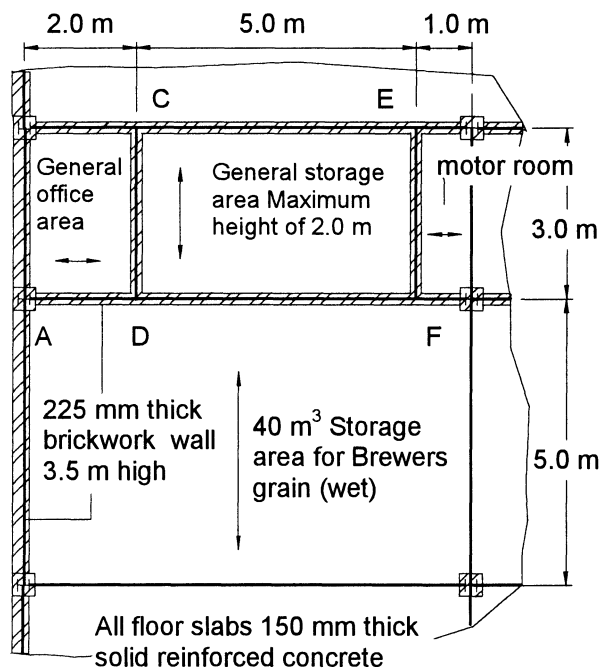 2.0 m
5.0 m
1.0 m
C
E
General
office
area
General storage
area Maximum
height of 2.0 m
motor room
3.0 m
A
D
F
225 mm thick
brickwork wall
3.5 m high
40 m³ Storage
area for Brewers
grain (wet)
5.0 m
All floor slabs 150 mm thick
solid reinforced concrete